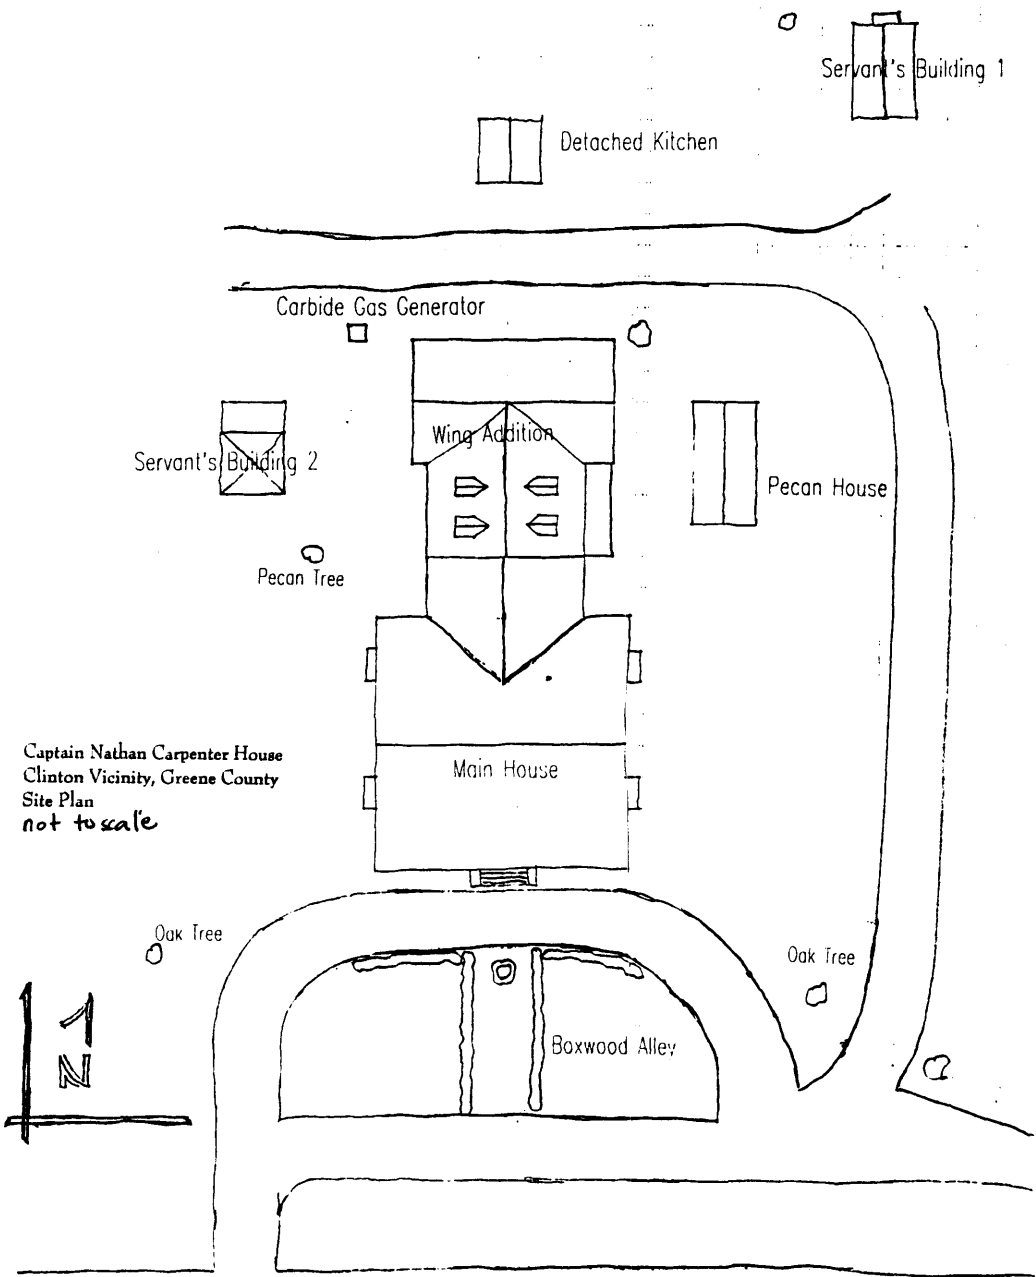 Servant's Building 1
Detached Kitchen
Carbide Gas Generator
Wing Addition
Servant's Building 2
Pecan House
Pecan Tree
Captain Nathan Carpenter House
Clinton Vicinity, Greene County
Site Plan
not to scale
Main House
Oak Tree
Oak Tree
Boxwood Alley
N